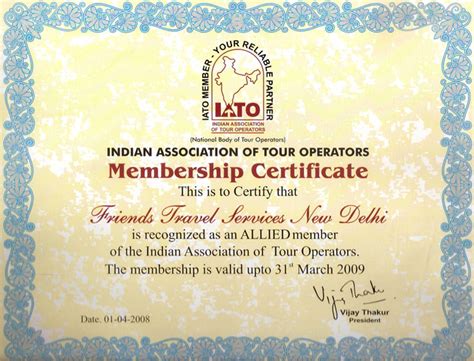 IATO MEMBER - YOUR RELIABLE PARTNER
IATO
INDIAN ASSOCIATION
OF TOUR OPERATORS
(National Body of Tour Operators)
INDIAN ASSOCIATION OF TOUR OPERATORS
Membership Certificate
This is to Certify that
Friends Travel Services New Delhi
is recognized as an ALLIED member
of the Indian Association of Tour Operators.
The membership is valid upto 31st March 2009
Vijay Thakur
Vijay Thakur
President
Date. 01-04-2008